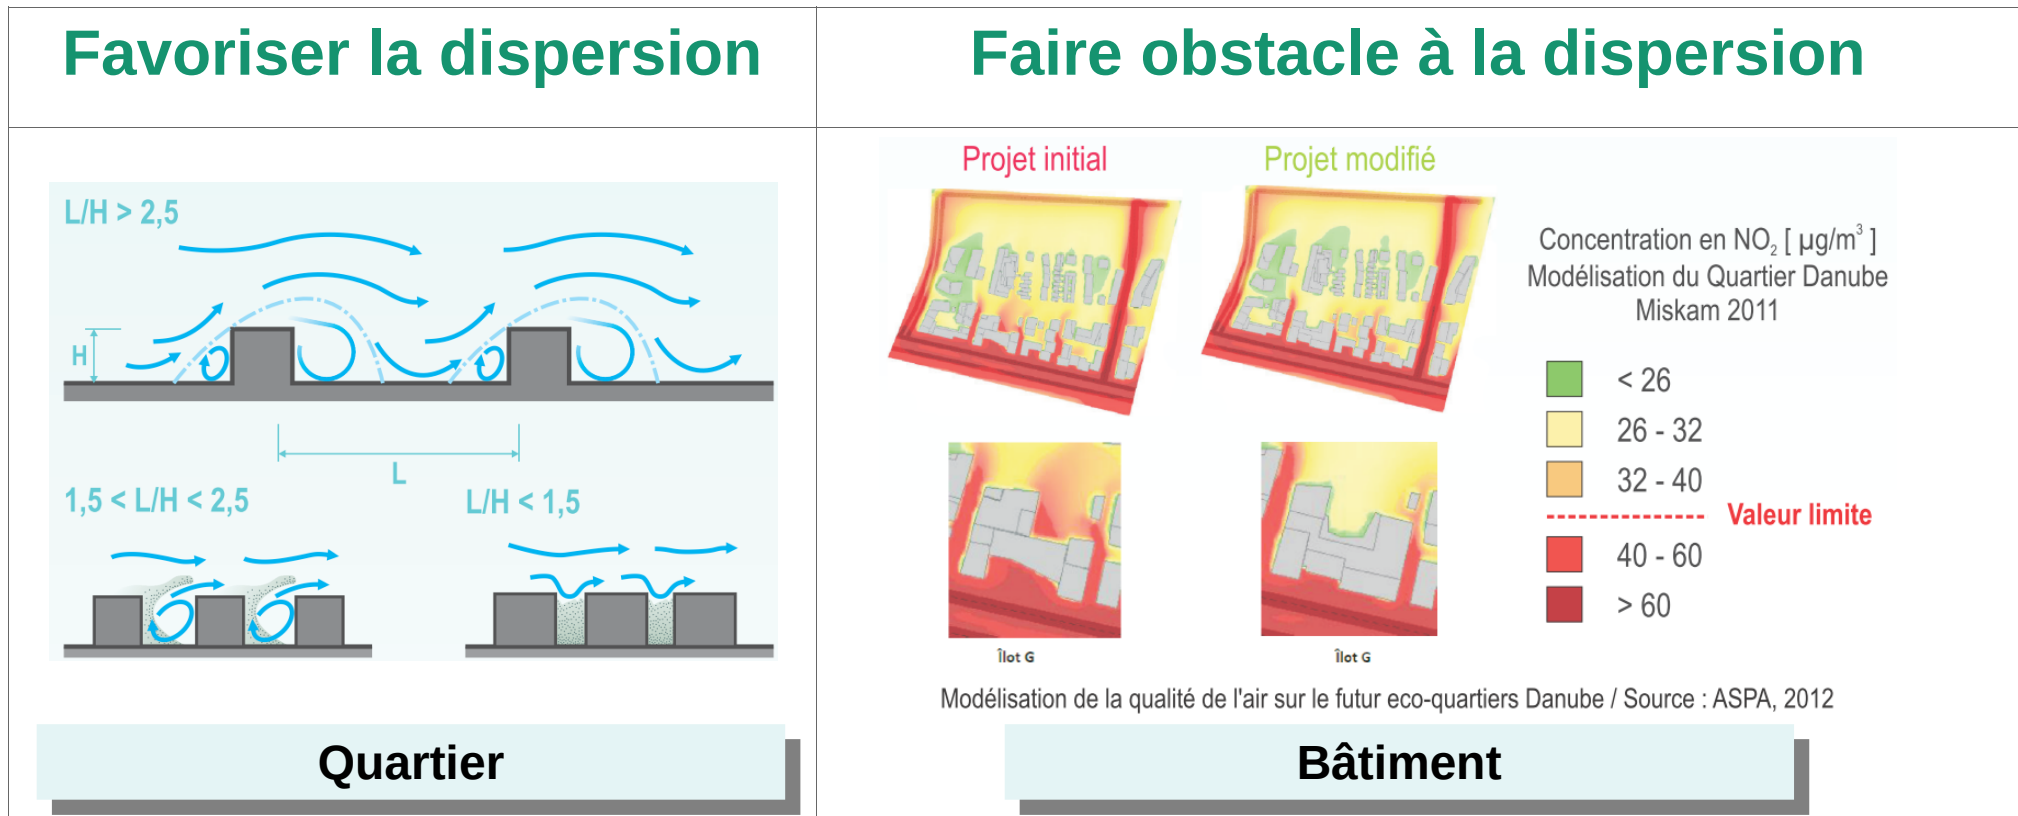 Favoriser la dispersion
Faire obstacle à la dispersion
L/H > 2,5
H
L
1,5 < L/H < 2,5
L/H < 1,5
Quartier
Projet initial
Projet modifié
Concentration en NO₂ [ µg/m³ ]
Modélisation du Quartier Danube
Miskam 2011
< 26
26 - 32
32 - 40
Valeur limite
40 - 60
> 60
Îlot G
Îlot G
Modélisation de la qualité de l'air sur le futur eco-quartiers Danube / Source : ASPA, 2012
Bâtiment